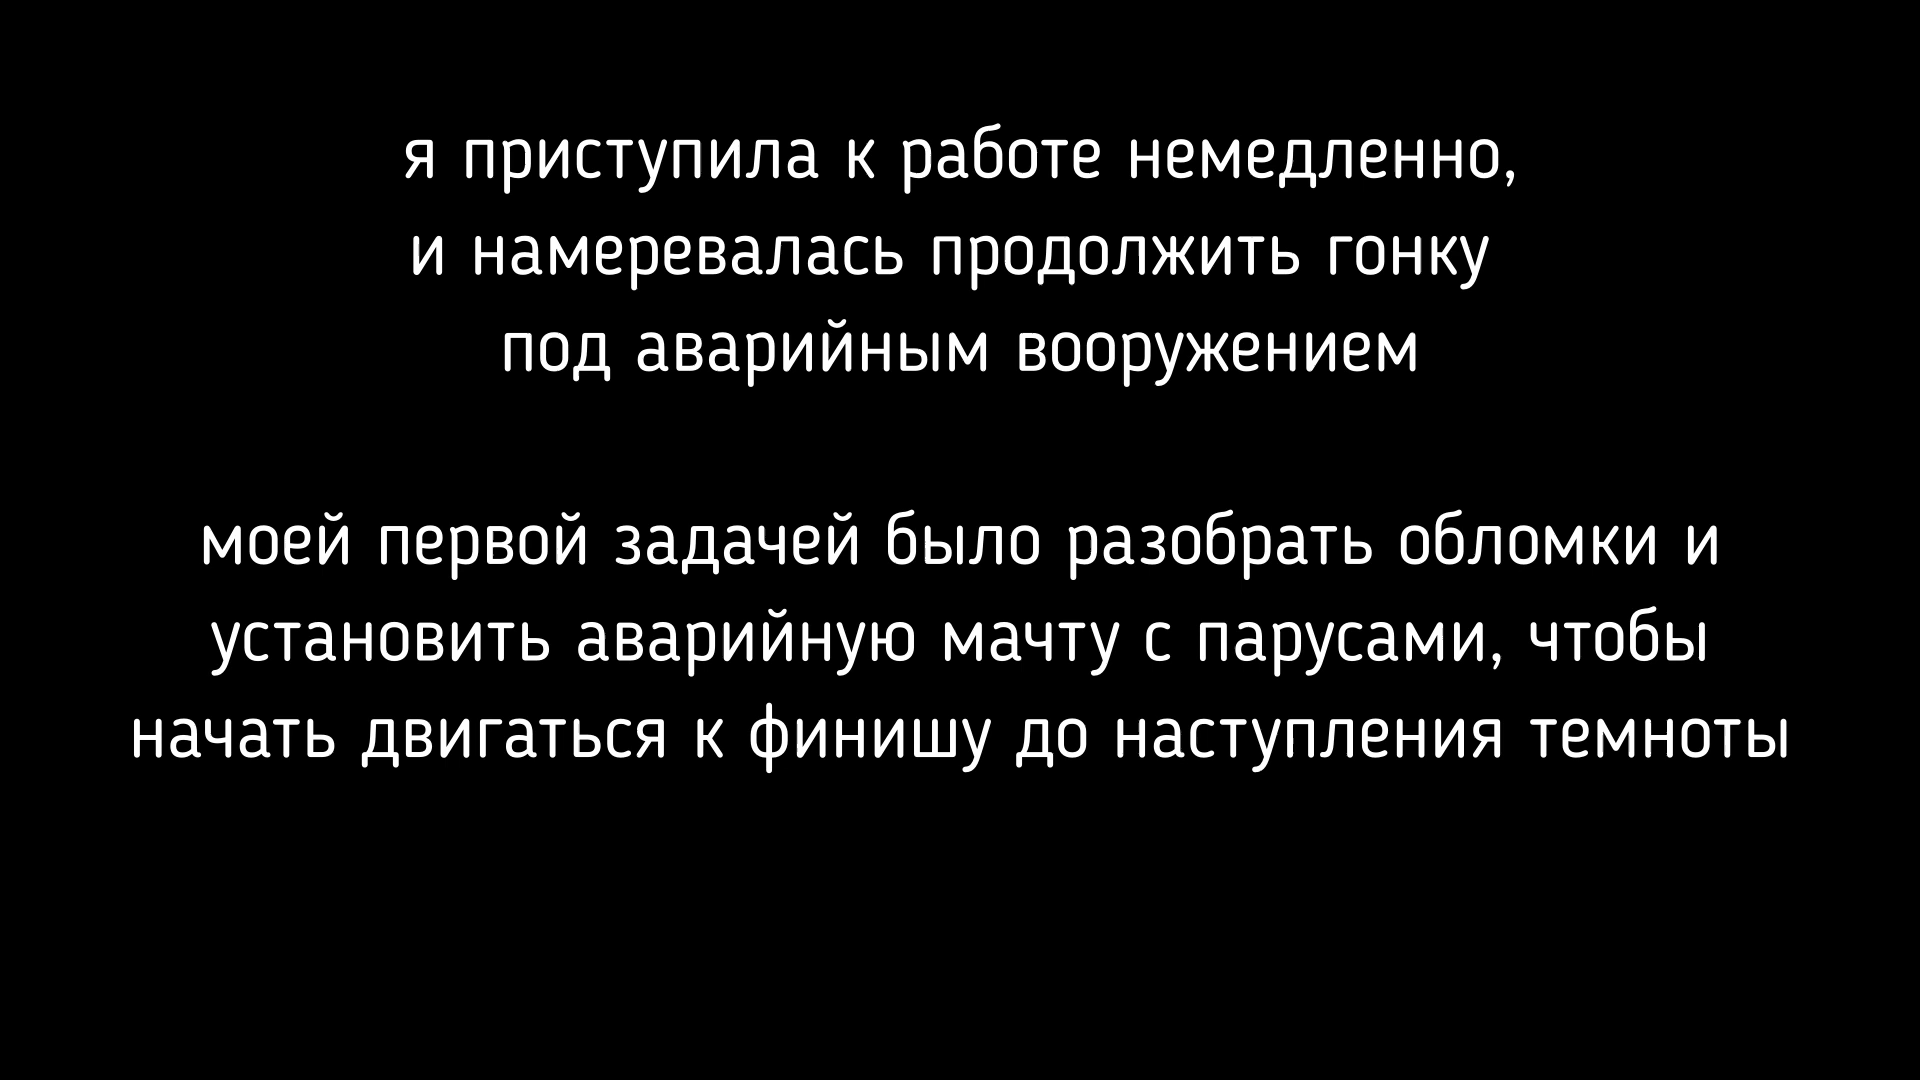 я приступила к работе немедленно,
и намеревалась продолжить гонку
под аварийным вооружением
моей первой задачей было разобрать обломки и
установить аварийную мачту с парусами, чтобы
начать двигаться к финишу до наступления темноты